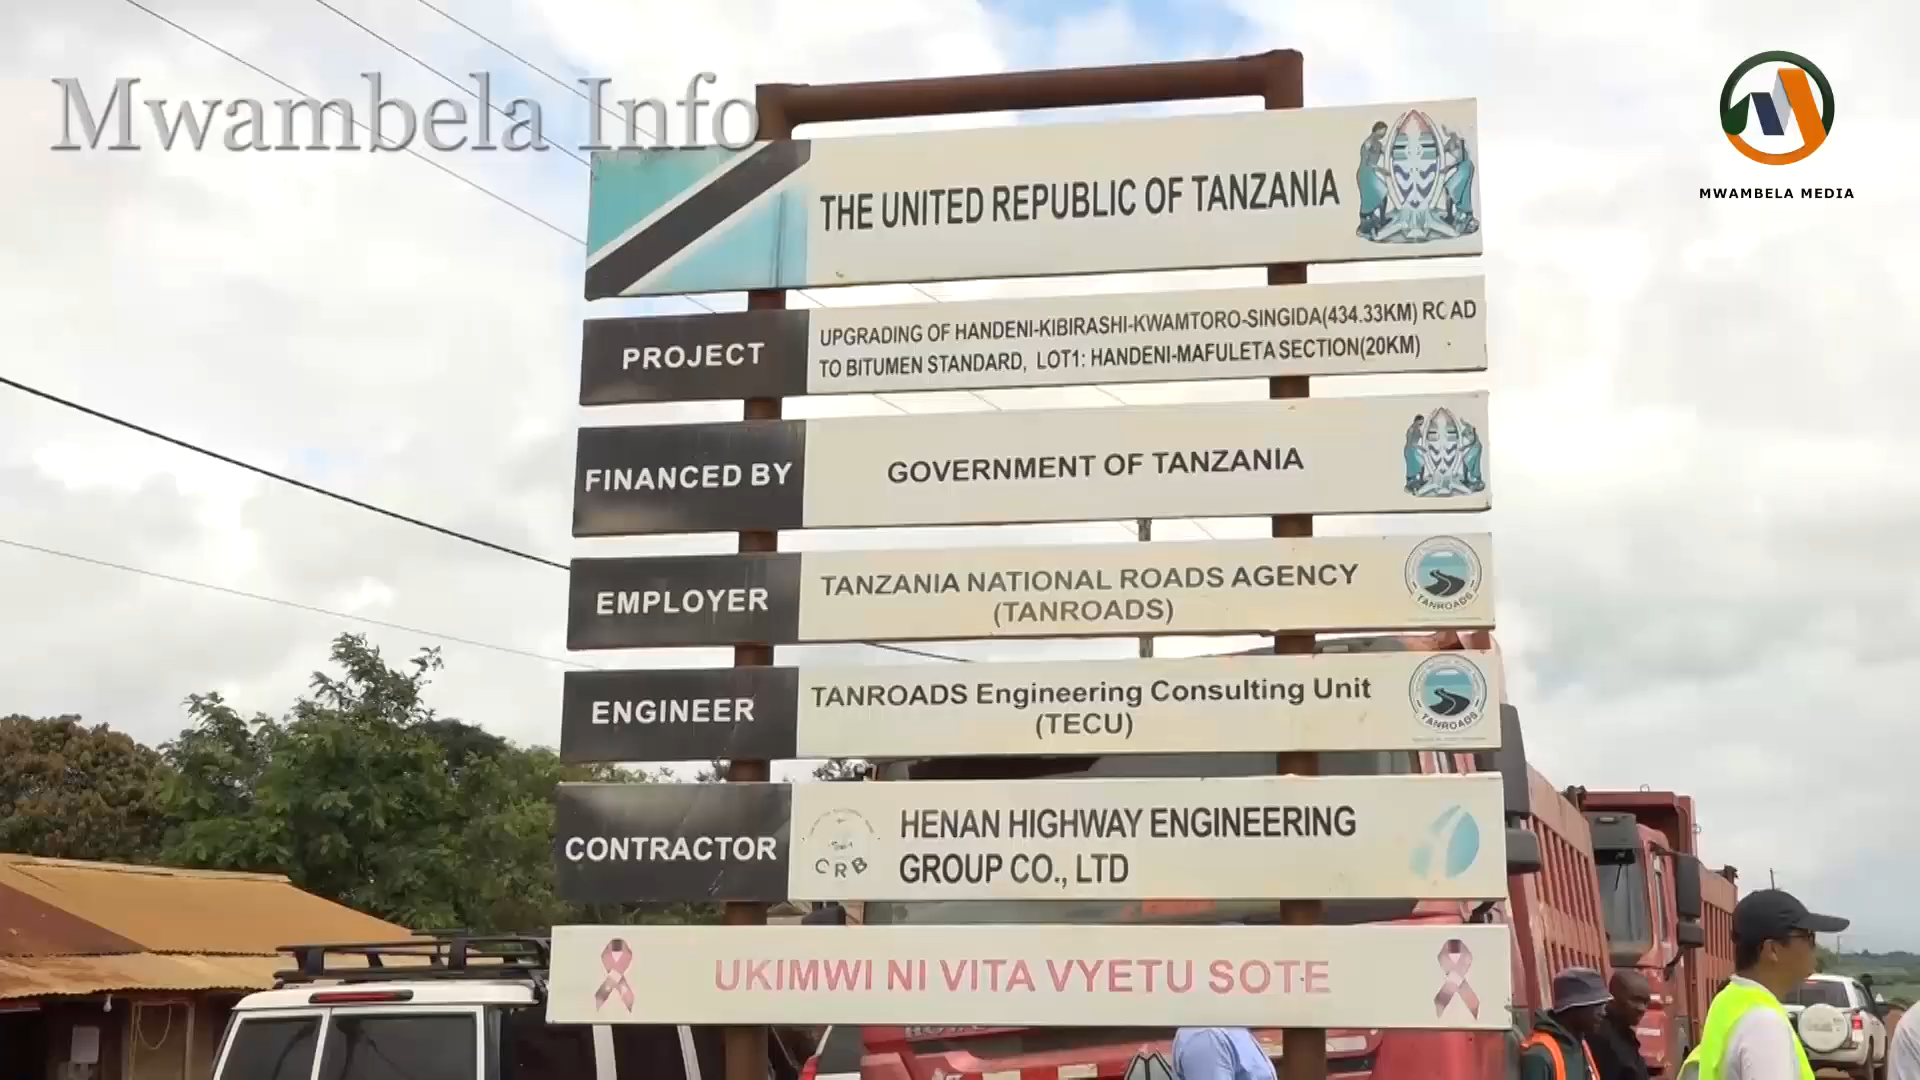 Mwambela Info
MWAMBELA MEDIA
THE UNITED REPUBLIC OF TANZANIA
PROJECT
UPGRADING OF HANDENI-KIBIRASHI-KWAMTORO-SINGIDA(434.33KM) ROAD
TO BITUMEN STANDARD, LOT1: HANDENI-MAFULETA SECTION(20KM)
FINANCED BY
GOVERNMENT OF TANZANIA
EMPLOYER
TANZANIA NATIONAL ROADS AGENCY
(TANROADS)
TANROADS
ENGINEER
TANROADS Engineering Consulting Unit
(TECU)
TANROADS
CONTRACTOR
CRB
HENAN HIGHWAY ENGINEERING
GROUP CO., LTD
UKIMWI NI VITA VYETU SOTE